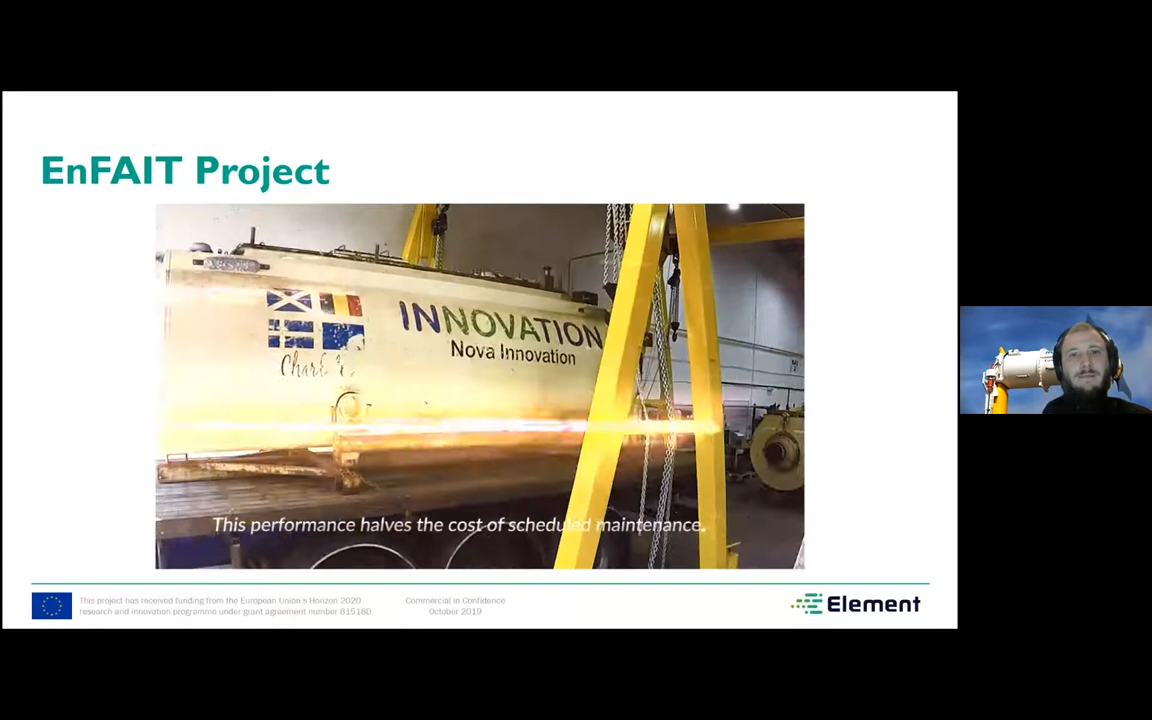 EnFAIT Project
INNOVATION
Nova Innovation
This performance halves the cost of scheduled maintenance.
This project has received funding from the European Union's Horizon 2020
research and innovation programme under grant agreement number 815180.
Commercial in Confidence
October 2019
Element